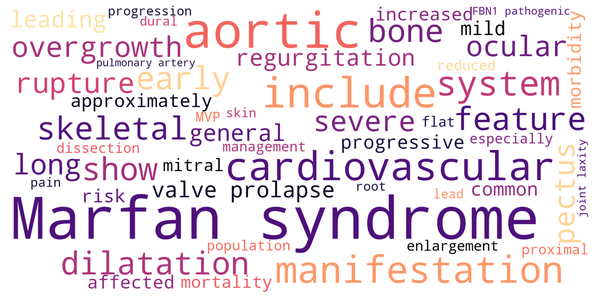 leading
progression
dural
aortic
increased
FBN1 pathogenic
bone
mild
ocular
overgrowth
pulmonary artery
regurgitation
reduced
morbidity
rupture
early
include
system
approximately
MVP
skin
severe
flat
feature
skeletal
general
dissection
management
progressive
especially
long
show
mitral
cardiovascular
pectus
joint laxity
pain
risk
valve prolapse
root
lead
common
Marfan syndrome
population
enlargement
proximal
dilatation
affected
mortality
manifestation